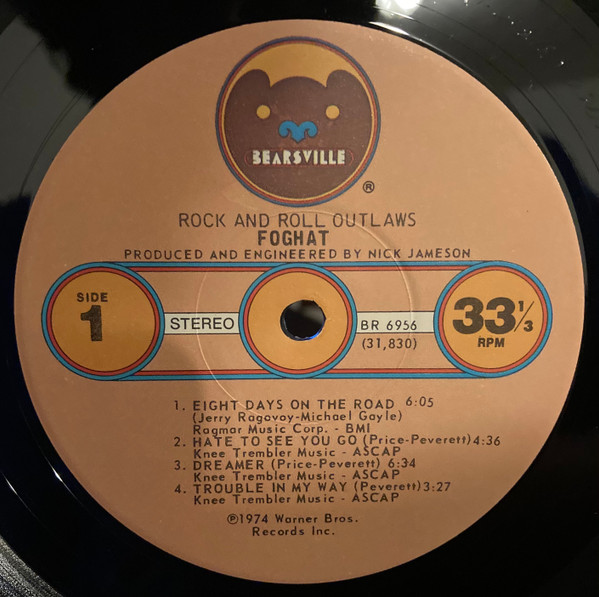 BEARSVILLE
®
ROCK AND ROLL OUTLAWS
FOGHAT
PRODUCED AND ENGINEERED BY NICK JAMESON
SIDE
1
STEREO
BR 6956
(31,830)
33 1/3
RPM
1. EIGHT DAYS ON THE ROAD 6:05
(Jerry Ragovoy-Michael Gayle)
Ragmar Music Corp. - BMI
2. HATE TO SEE YOU GO (Price-Peverett) 4:36
Knee Trembler Music - ASCAP
3. DREAMER (Price-Peverett) 6:34
Knee Trembler Music - ASCAP
4. TROUBLE IN MY WAY (Peverett) 3:27
Knee Trembler Music - ASCAP
℗1974 Warner Bros.
Records Inc.